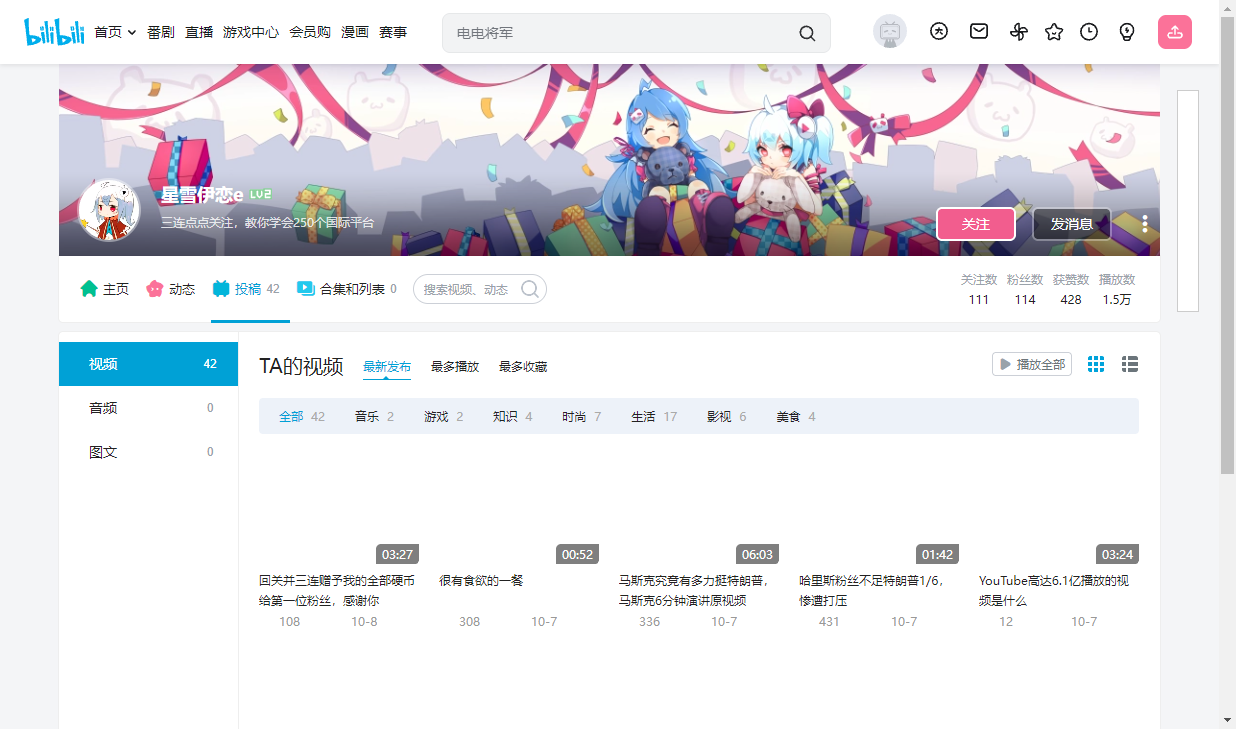 bilibili 首页 番剧 直播 游戏中心 会员购 漫画 赛事 电电将军
星雪伊恋e LV2
三连点点关注，教你学会250个国际平台
关注 发消息
主页 动态 投稿 42 合集和列表 0 搜索视频、动态
关注数 粉丝数 获赞数 播放数
111 114 428 1.5万
视频 42
音频 0
图文 0
TA的视频 最新发布 最多播放 最多收藏 播放全部
全部 42 音乐 2 游戏 2 知识 4 时尚 7 生活 17 影视 6 美食 4
03:27 00:52 06:03 01:42 03:24
回关并三连赠予我的全部硬币
给第一位粉丝，感谢你
108 10-8
很有食欲的一餐
308 10-7
马斯克究竟有多力挺特朗普，
马斯克6分钟演讲原视频
336 10-7
哈里斯粉丝不足特朗普1/6，
惨遭打压
431 10-7
YouTube高达6.1亿播放的视
频是什么
12 10-7